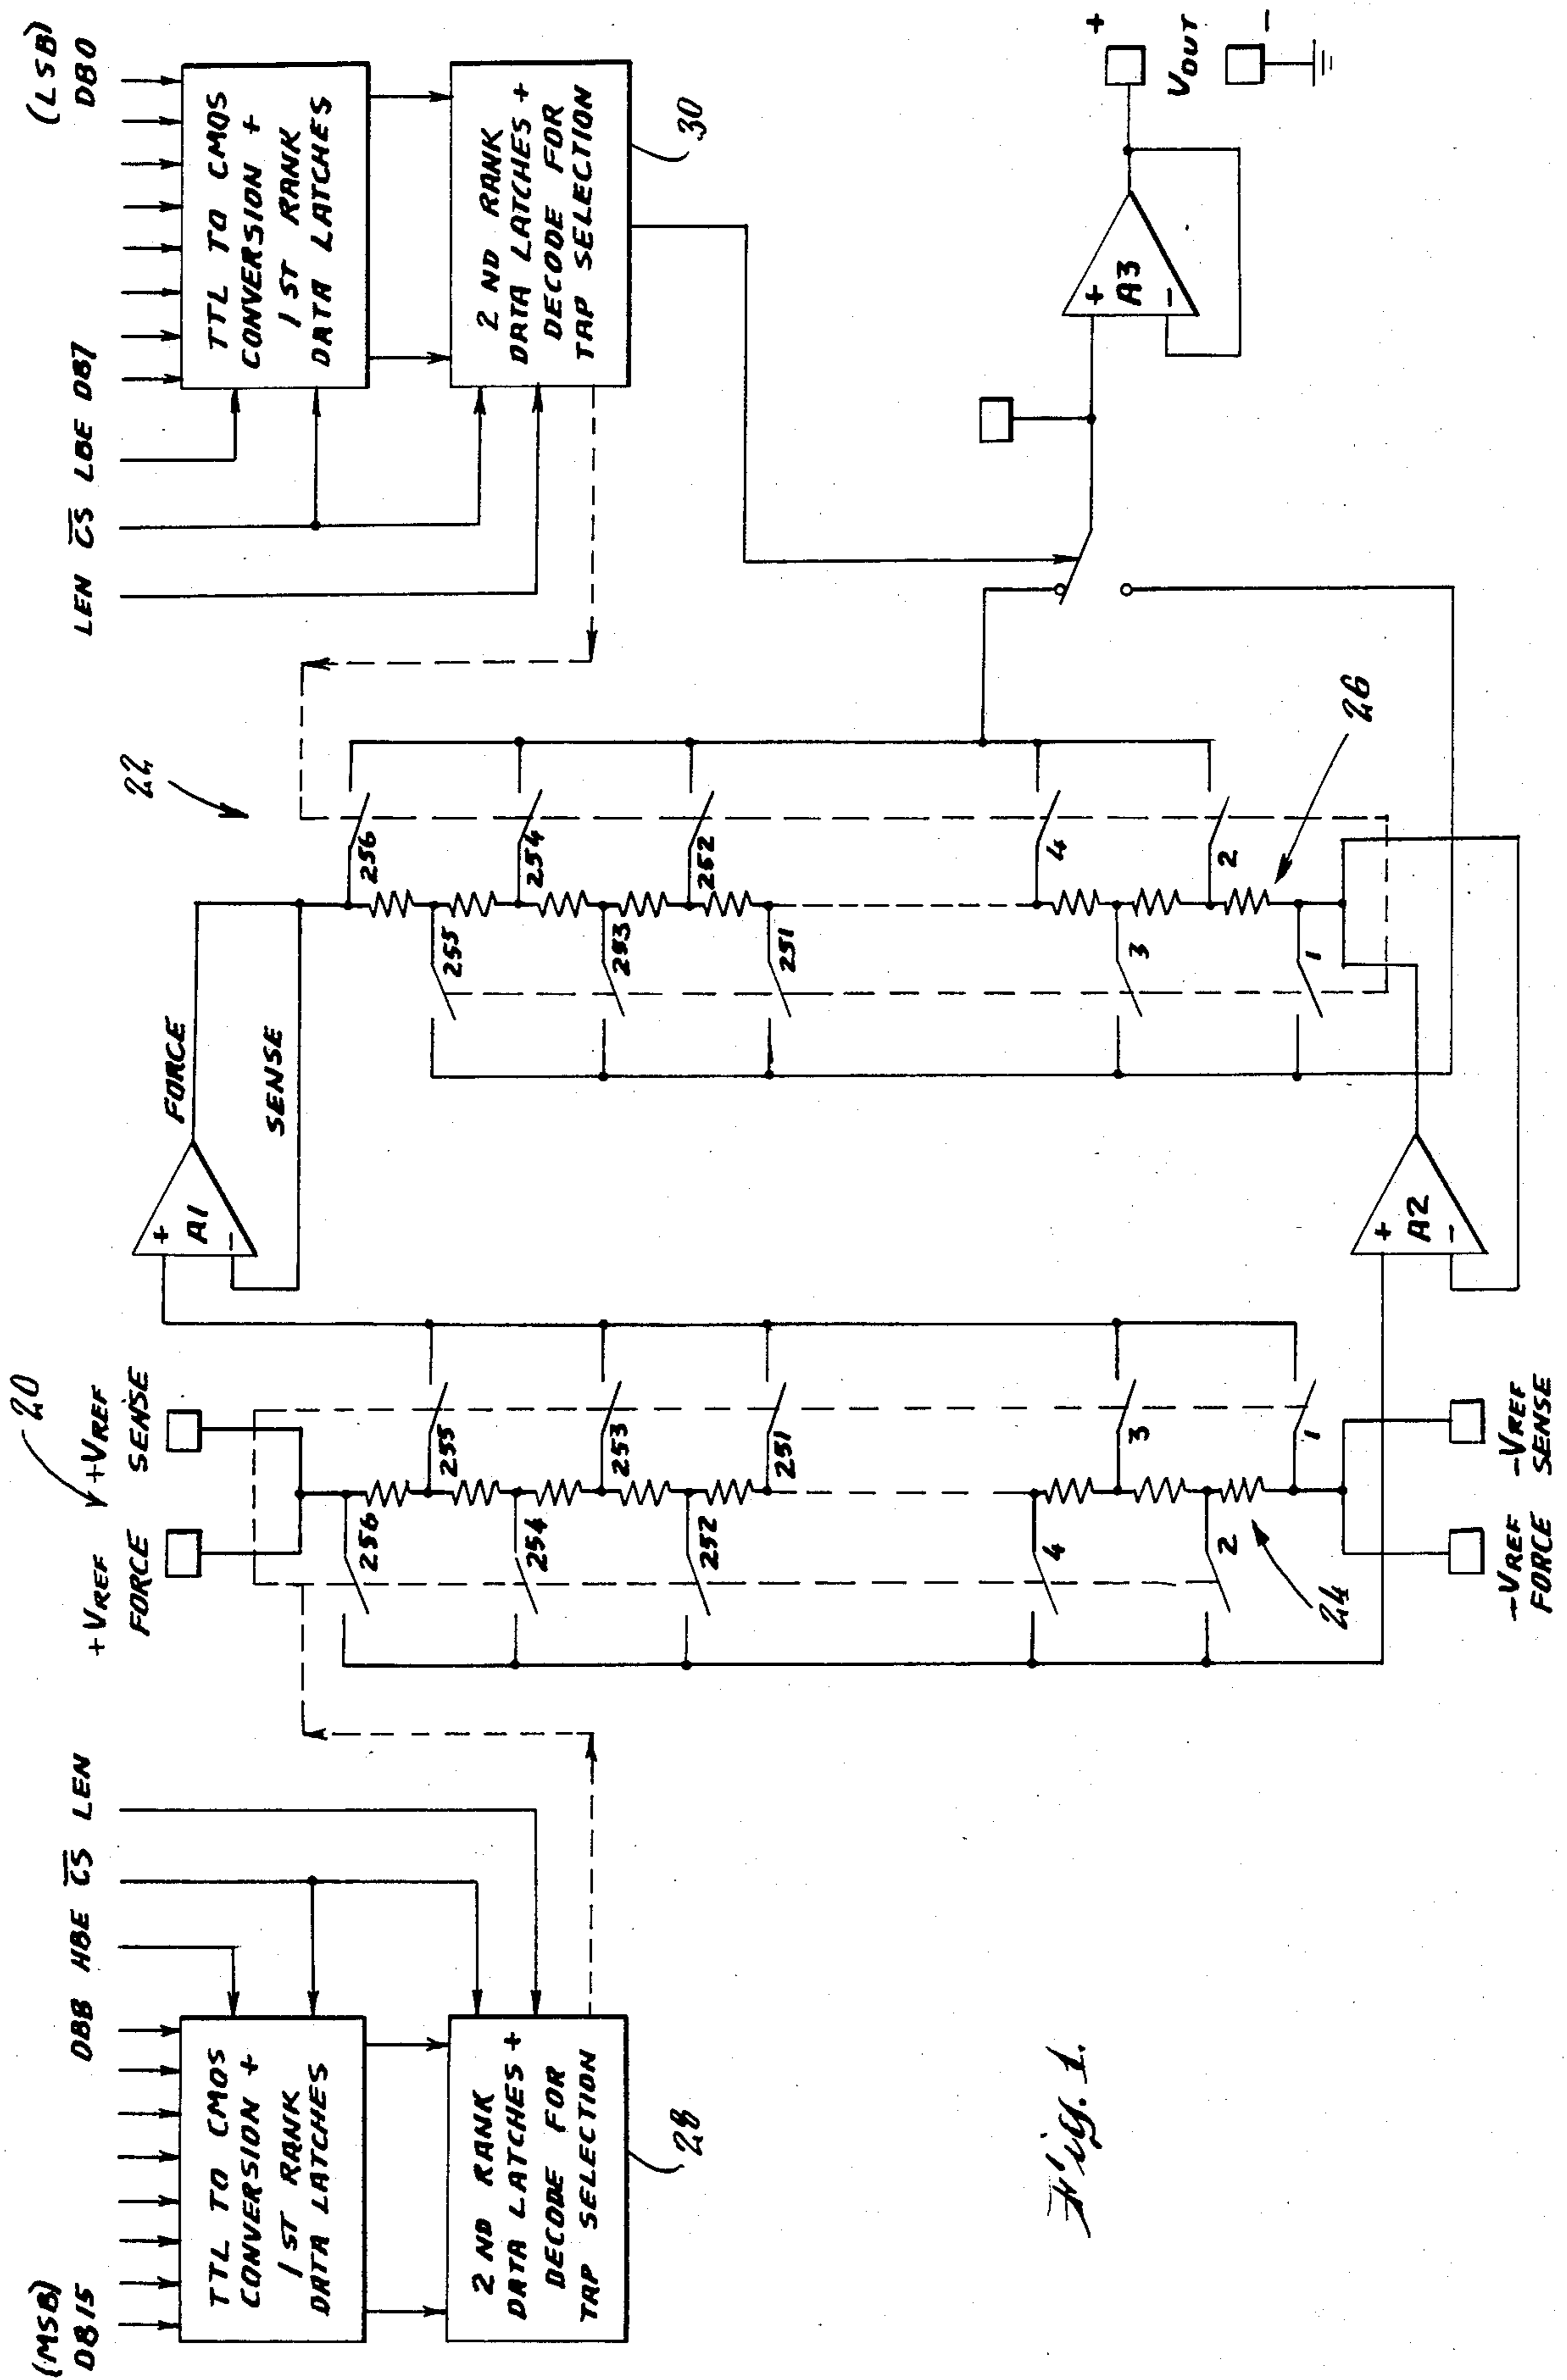 (MSB)
DB15
DB8
HBE
CS
LEN
TTL TO CMOS
CONVERSION +
1 ST RANK
DATA LATCHES
2 ND RANK
DATA LATCHES +
DECODE FOR
TAP SELECTION
28
20
+VREF
FORCE
+VREF
SENSE
256
255
254
253
252
251
4
3
2
1
24
-VREF
FORCE
-VREF
SENSE
+
A1
-
FORCE
SENSE
+
A2
-
22
256
255
254
253
252
251
4
3
2
1
26
LEN
CS
LBE
DB7
(LSB)
DB0
TTL TO CMOS
CONVERSION +
1 ST RANK
DATA LATCHES
2 ND RANK
DATA LATCHES +
DECODE FOR
TAP SELECTION
30
+
A3
-
+
VOUT
-
Fig. 1.